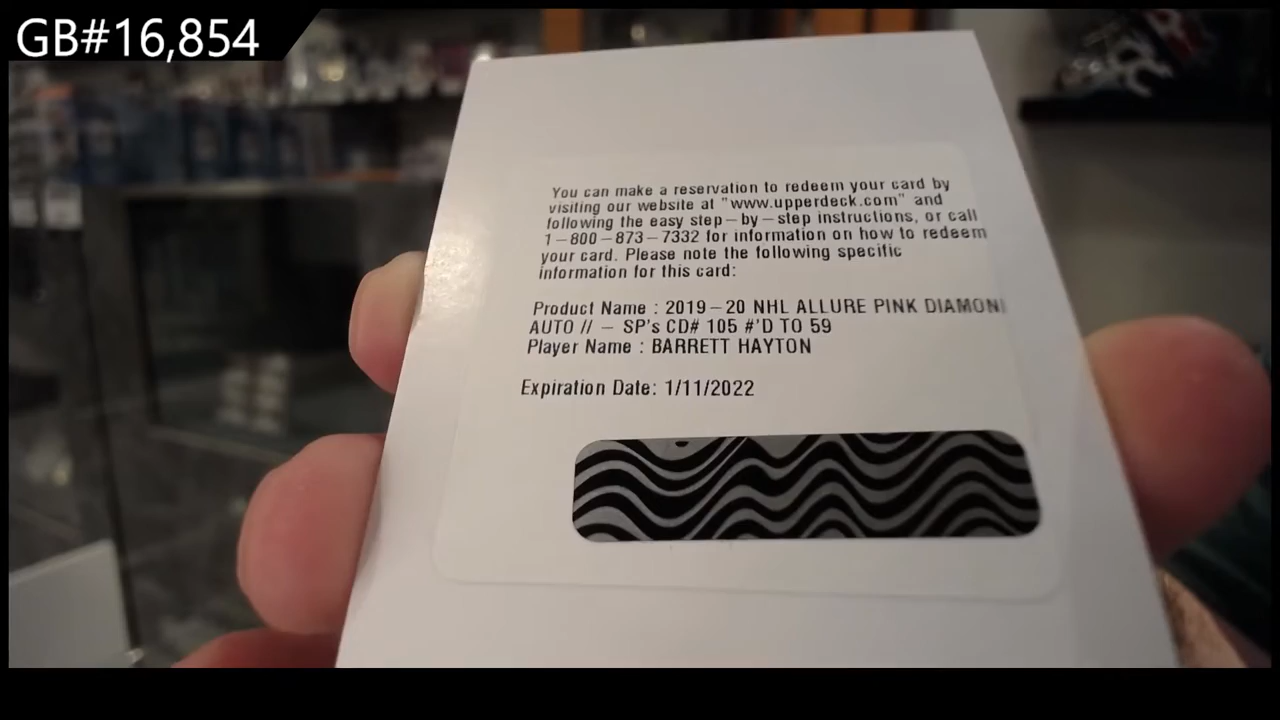 GB#16,854
You can make a reservation to redeem your card by
visiting our website at "www.upperdeck.com" and
following the easy step–by–step instructions, or call
1–800–873–7332 for information on how to redeem
your card. Please note the following specific
information for this card:
Product Name : 2019–20 NHL ALLURE PINK DIAMON
AUTO // – SP's CD# 105 #'D TO 59
Player Name : BARRETT HAYTON
Expiration Date: 1/11/2022